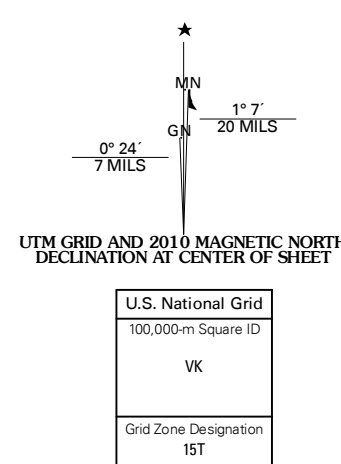 ★
MN
1° 7´
20 MILS
GN
0° 24´
7 MILS
UTM GRID AND 2010 MAGNETIC NORTH
DECLINATION AT CENTER OF SHEET
U.S. National Grid
100,000-m Square ID
VK
Grid Zone Designation
15T